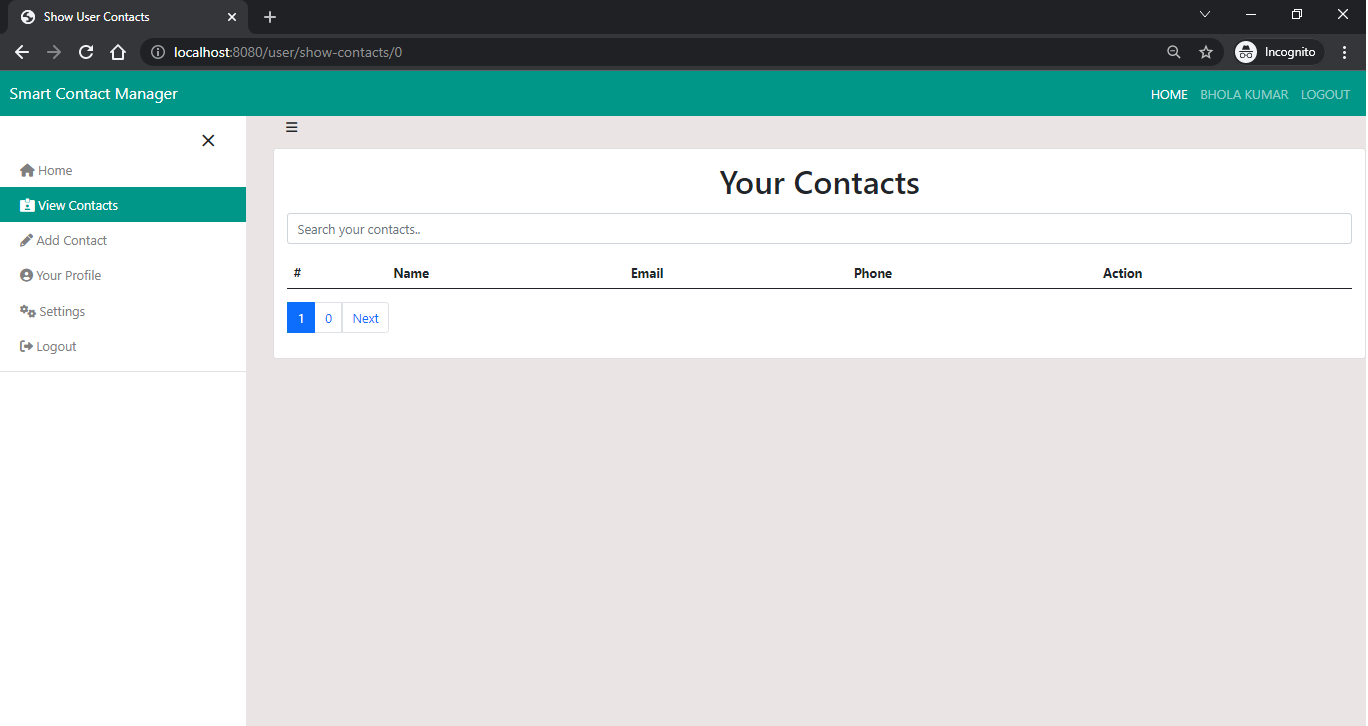 Show User Contacts
localhost:8080/user/show-contacts/0
Incognito
Smart Contact Manager
HOME BHOLA KUMAR LOGOUT
Home
View Contacts
Add Contact
Your Profile
Settings
Logout
Your Contacts
Search your contacts..
# Name Email Phone Action
1 0 Next